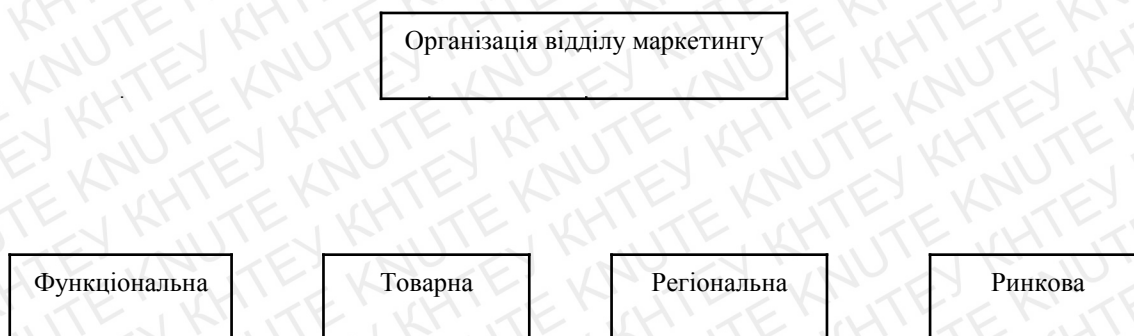 Організація відділу маркетингу
Функціональна
Товарна
Регіональна
Ринкова